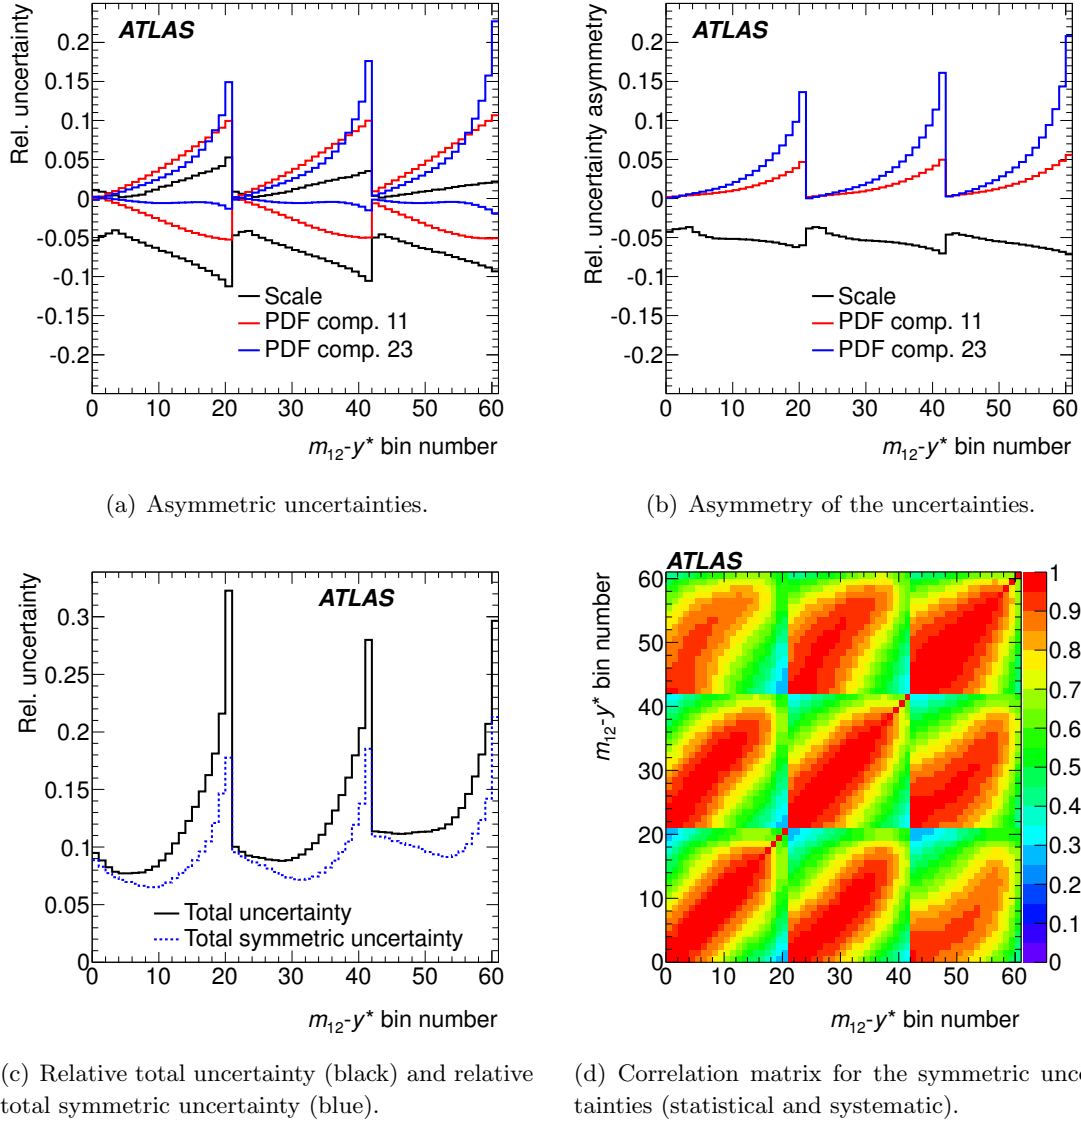 ATLAS
Rel. uncertainty
0.2
0.15
0.1
0.05
0
-0.05
-0.1
-0.15
-0.2
Scale
PDF comp. 11
PDF comp. 23
0 10 20 30 40 50 60
m12-y* bin number
(a) Asymmetric uncertainties.
ATLAS
Rel. uncertainty asymmetry
0.2
0.15
0.1
0.05
0
-0.05
-0.1
-0.15
-0.2
Scale
PDF comp. 11
PDF comp. 23
0 10 20 30 40 50 60
m12-y* bin number
(b) Asymmetry of the uncertainties.
ATLAS
Rel. uncertainty
0.3
0.25
0.2
0.15
0.1
0.05
0
Total uncertainty
Total symmetric uncertainty
0 10 20 30 40 50 60
m12-y* bin number
(c) Relative total uncertainty (black) and relative
total symmetric uncertainty (blue).
ATLAS
m12-y* bin number
60
50
40
30
20
10
0
1
0.9
0.8
0.7
0.6
0.5
0.4
0.3
0.2
0.1
0
0 10 20 30 40 50 60
m12-y* bin number
(d) Correlation matrix for the symmetric unce
tainties (statistical and systematic).